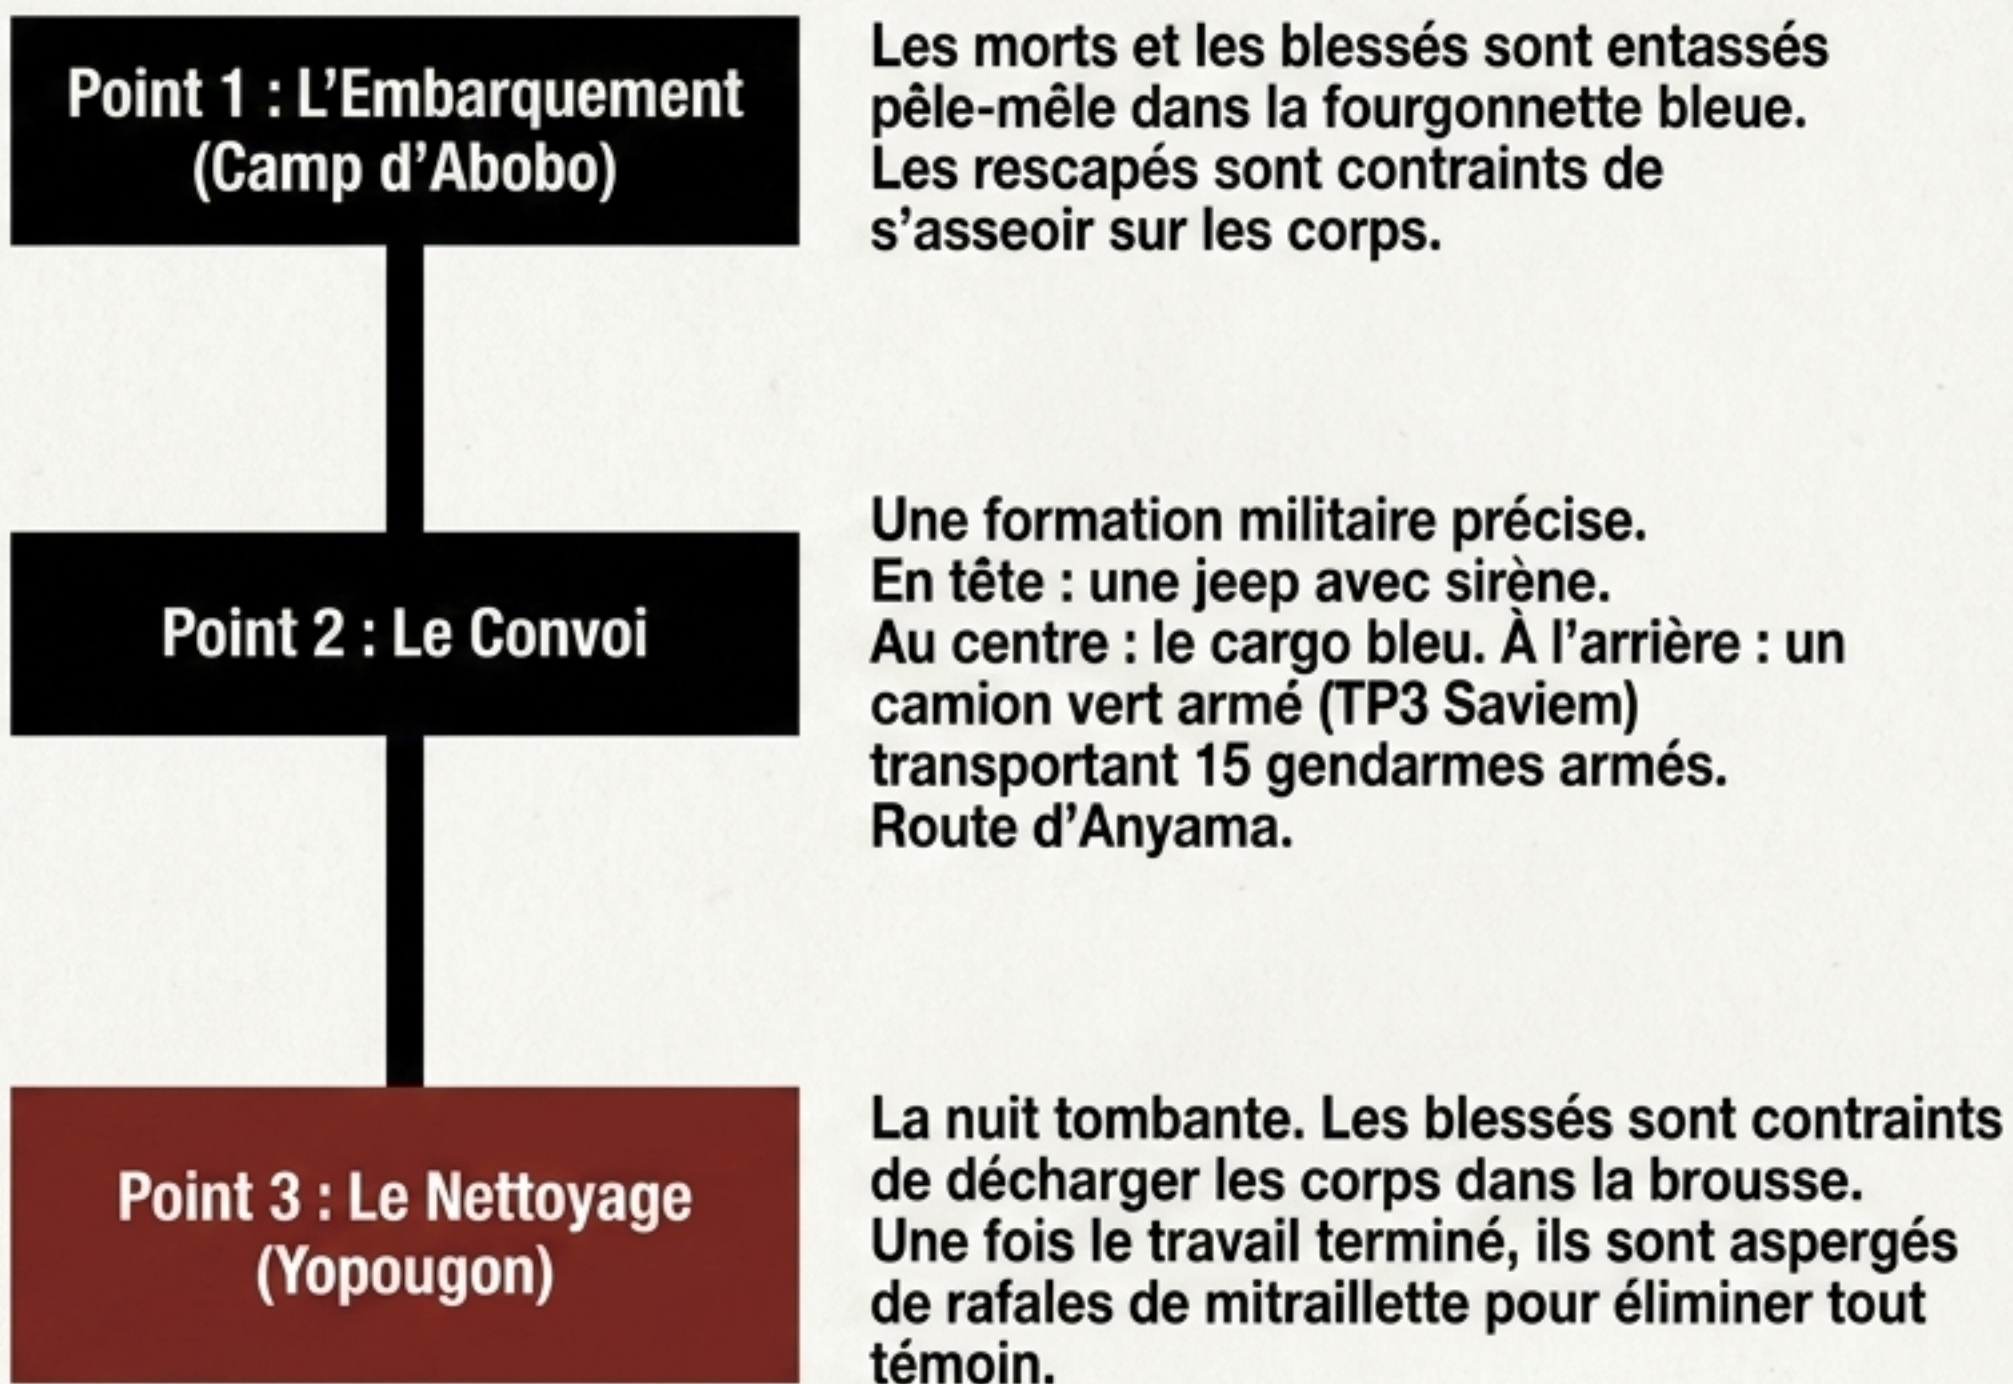 Point 1 : L’Embarquement
(Camp d’Abobo)
Les morts et les blessés sont entassés
pêle-mêle dans la fourgonnette bleue.
Les rescapés sont contraints de
s’asseoir sur les corps.
Point 2 : Le Convoi
Une formation militaire précise.
En tête : une jeep avec sirène.
Au centre : le cargo bleu. À l’arrière : un
camion vert armé (TP3 Saviem)
transportant 15 gendarmes armés.
Route d’Anyama.
Point 3 : Le Nettoyage
(Yopougon)
La nuit tombante. Les blessés sont contraints
de décharger les corps dans la brousse.
Une fois le travail terminé, ils sont aspergés
de rafales de mitraillette pour éliminer tout
témoin.